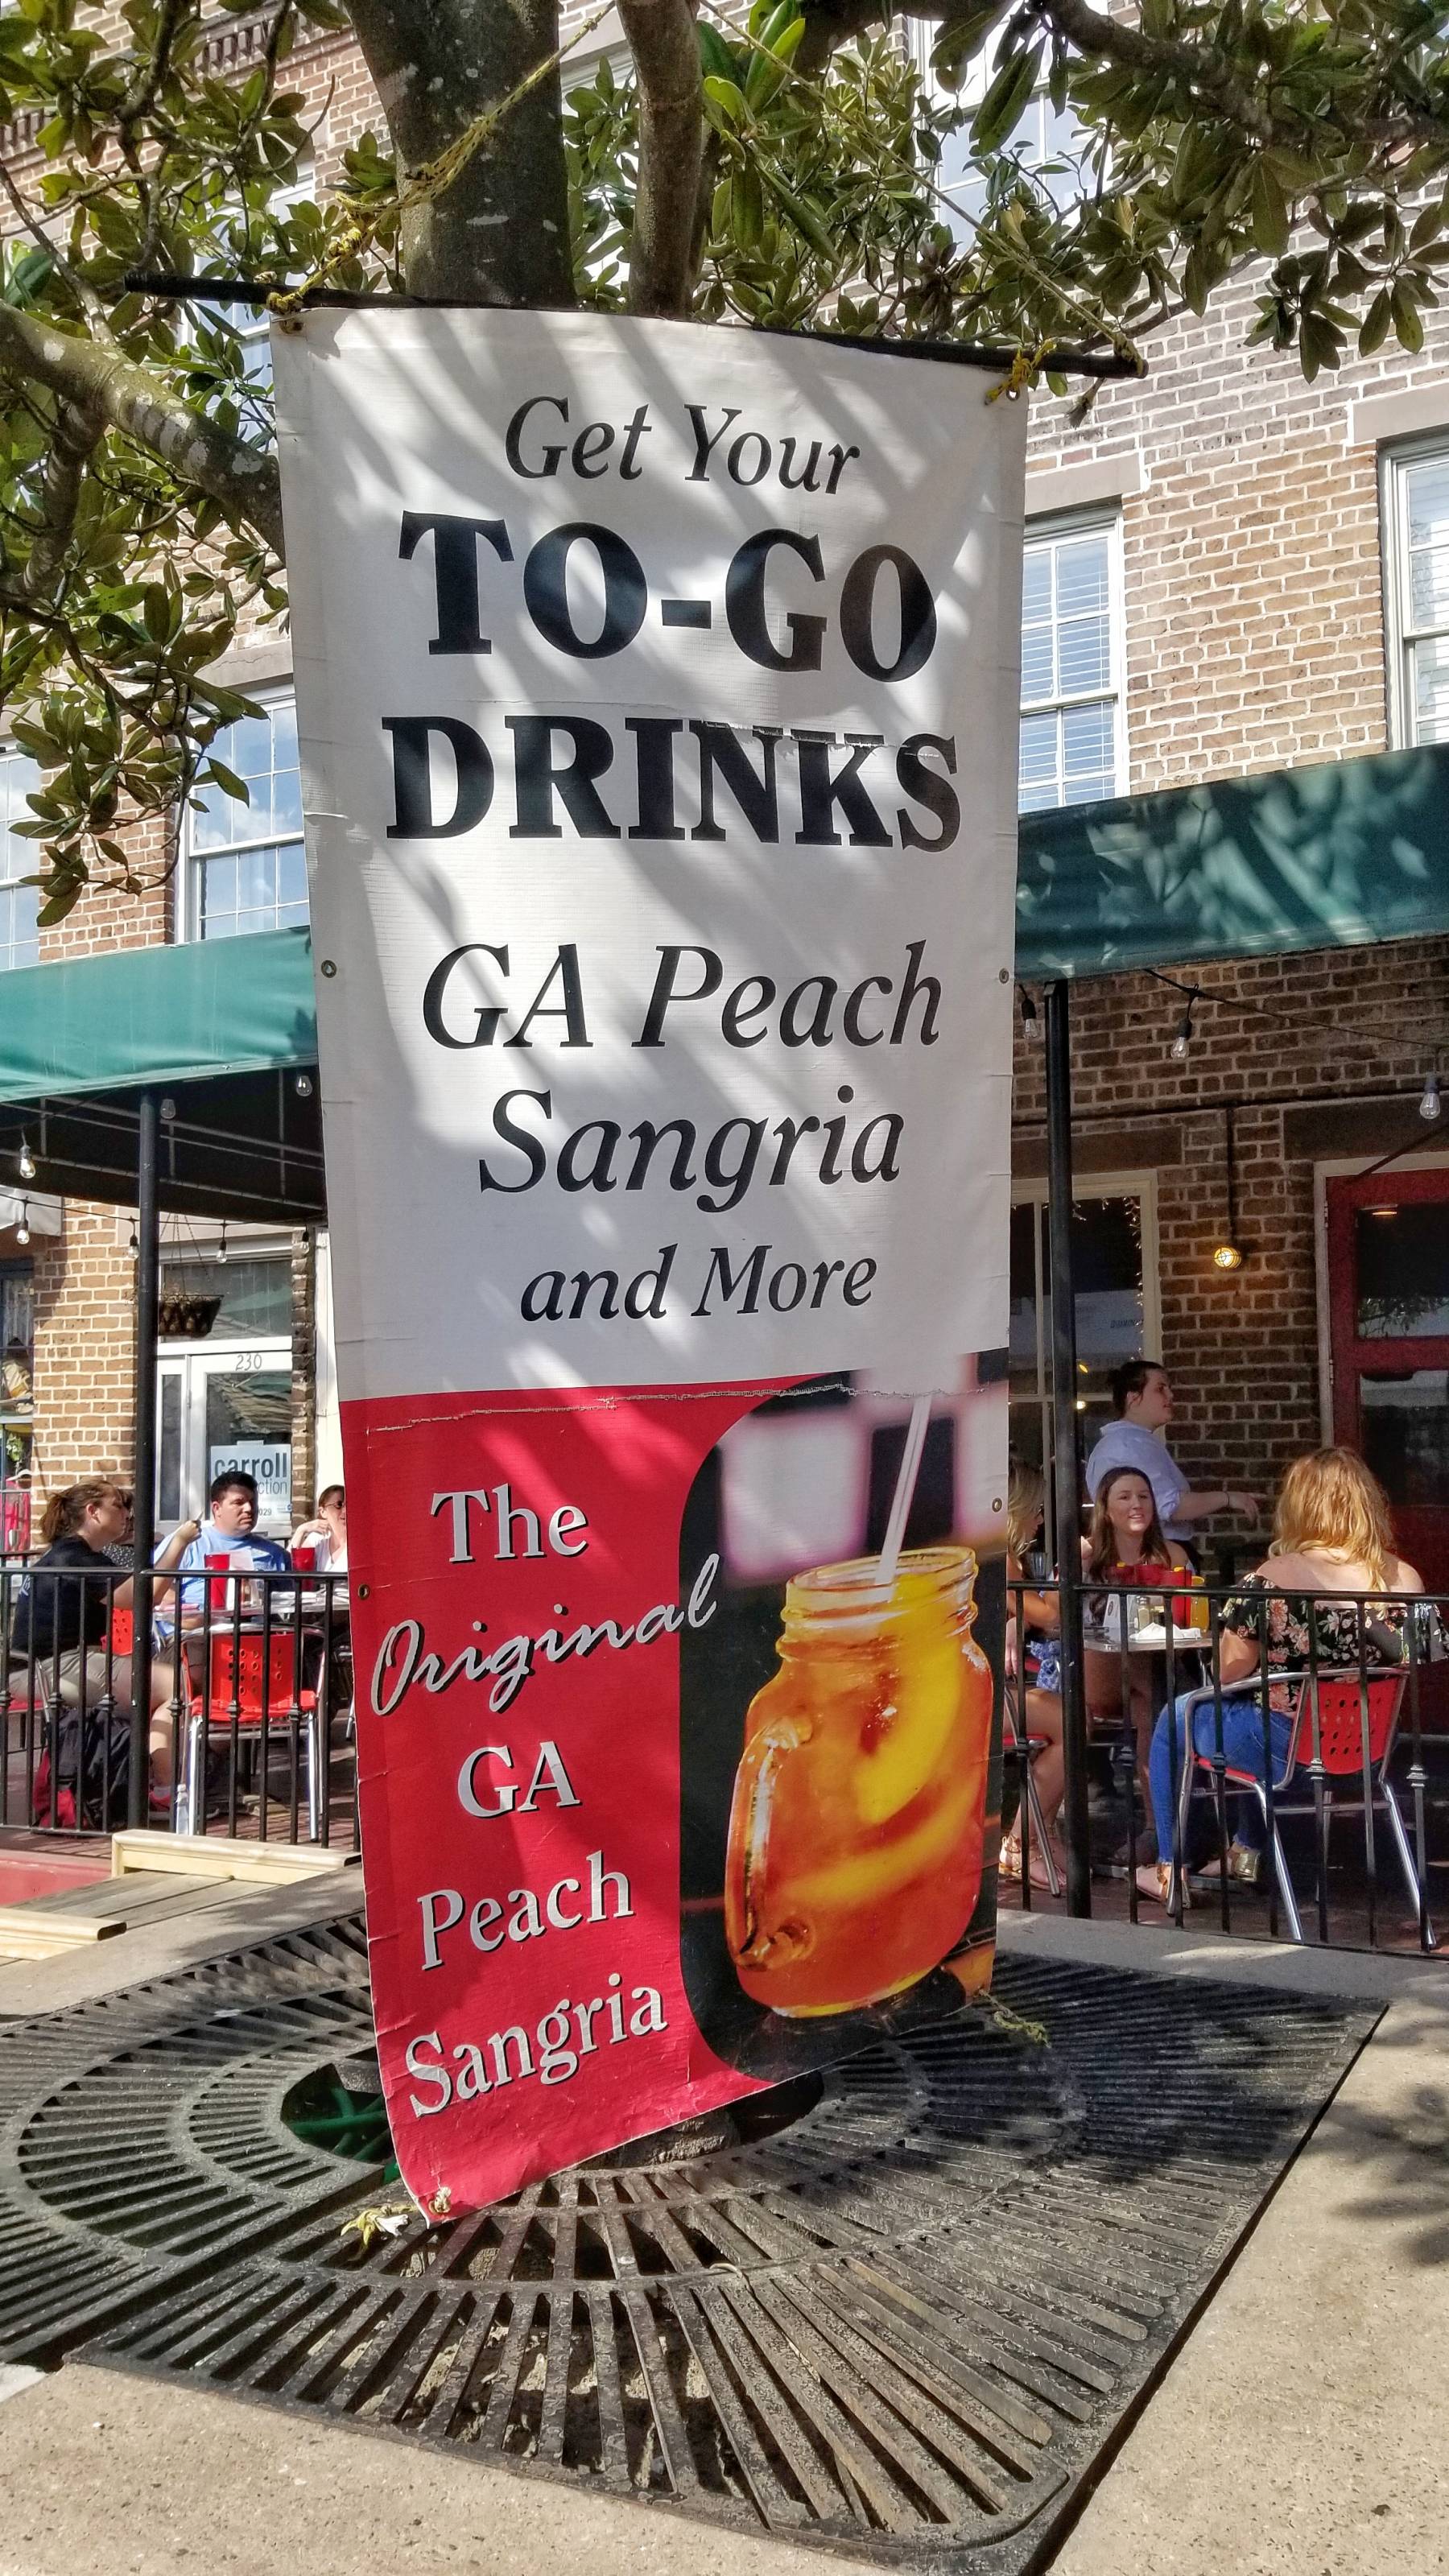 Get Your
TO-GO
DRINKS
GA Peach
Sangria
and More
The
Original
GA
Peach
Sangria
230
carroll